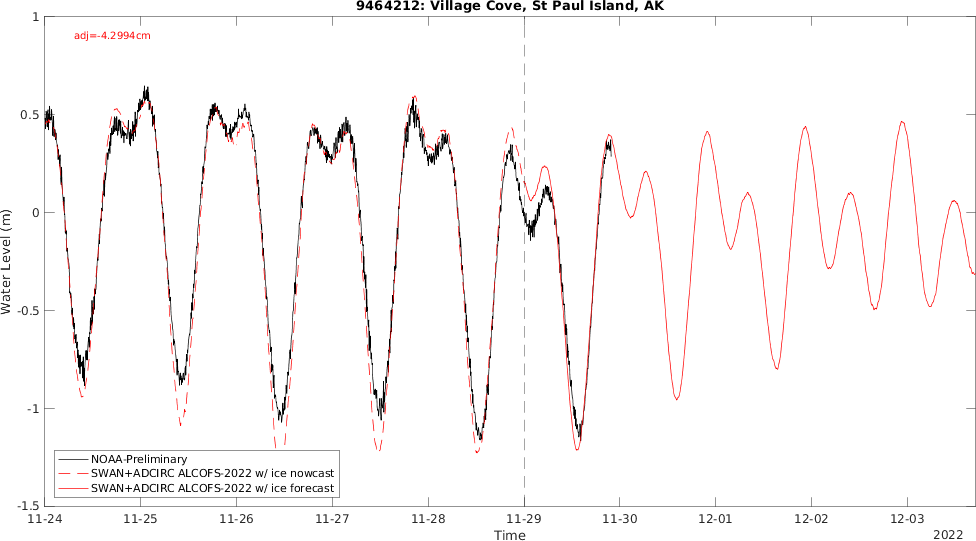 9464212: Village Cove, St Paul Island, AK
adj=-4.2994cm
1
0.5
0
-0.5
-1
-1.5
Water Level (m)
NOAA-Preliminary
SWAN+ADCIRC ALCOFS-2022 w/ ice nowcast
SWAN+ADCIRC ALCOFS-2022 w/ ice forecast
11-24 11-25 11-26 11-27 11-28 11-29 11-30 12-01 12-02 12-03
Time
2022